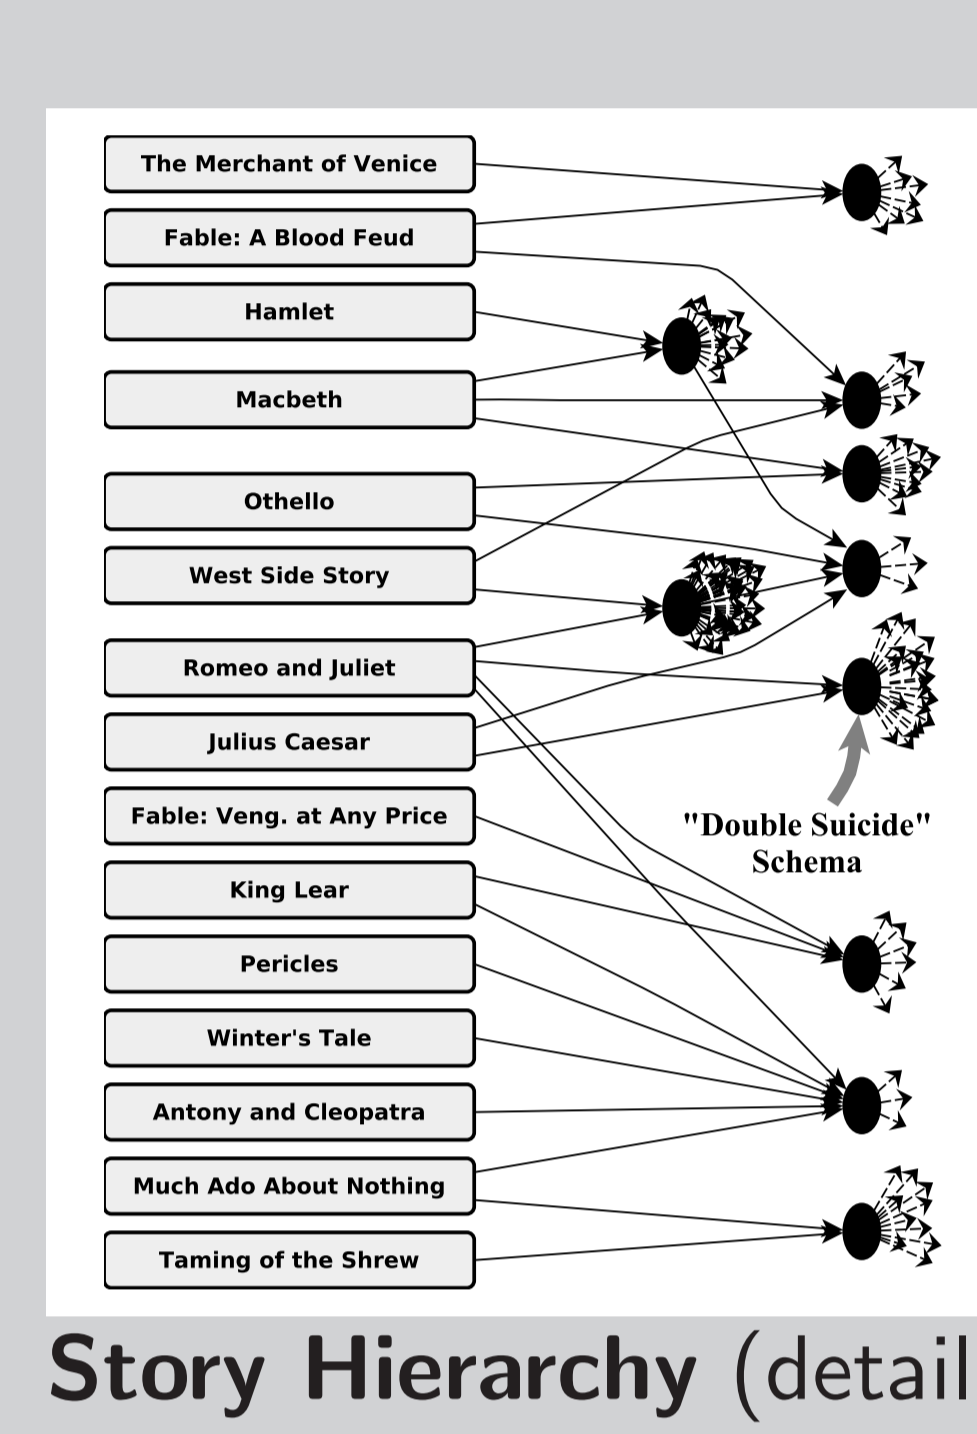 The Merchant of Venice
Fable: A Blood Feud
Hamlet
Macbeth
Othello
West Side Story
Romeo and Juliet
Julius Caesar
Fable: Veng. at Any Price
King Lear
Pericles
Winter's Tale
Antony and Cleopatra
Much Ado About Nothing
Taming of the Shrew
"Double Suicide"
Schema
Story Hierarchy (detail